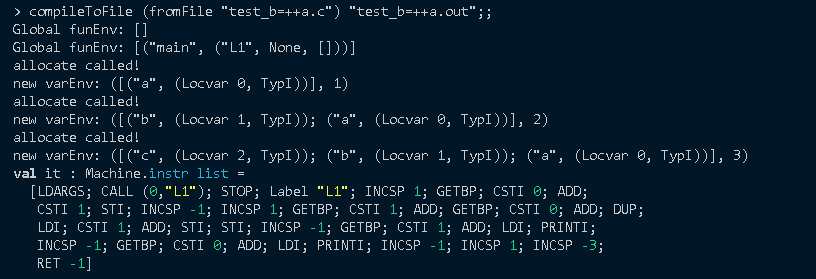 > compileToFile (fromFile "test_b=++a.c") "test_b=++a.out";;
Global funEnv: []
Global funEnv: [("main", ("L1", None, []))]
allocate called!
new varEnv: ([("a", (Locvar 0, TypI))], 1)
allocate called!
new varEnv: ([("b", (Locvar 1, TypI)); ("a", (Locvar 0, TypI))], 2)
allocate called!
new varEnv: ([("c", (Locvar 2, TypI)); ("b", (Locvar 1, TypI)); ("a", (Locvar 0, TypI))], 3)
val it : Machine.instr list =
[LDARGS; CALL (0,"L1"); STOP; Label "L1"; INCSP 1; GETBP; CSTI 0; ADD;
CSTI 1; STI; INCSP -1; INCSP 1; GETBP; CSTI 1; ADD; GETBP; CSTI 0; ADD; DUP;
LDI; CSTI 1; ADD; STI; STI; INCSP -1; GETBP; CSTI 1; ADD; LDI; PRINTI;
INCSP -1; GETBP; CSTI 0; ADD; LDI; PRINTI; INCSP -1; INCSP 1; INCSP -3;
RET -1]